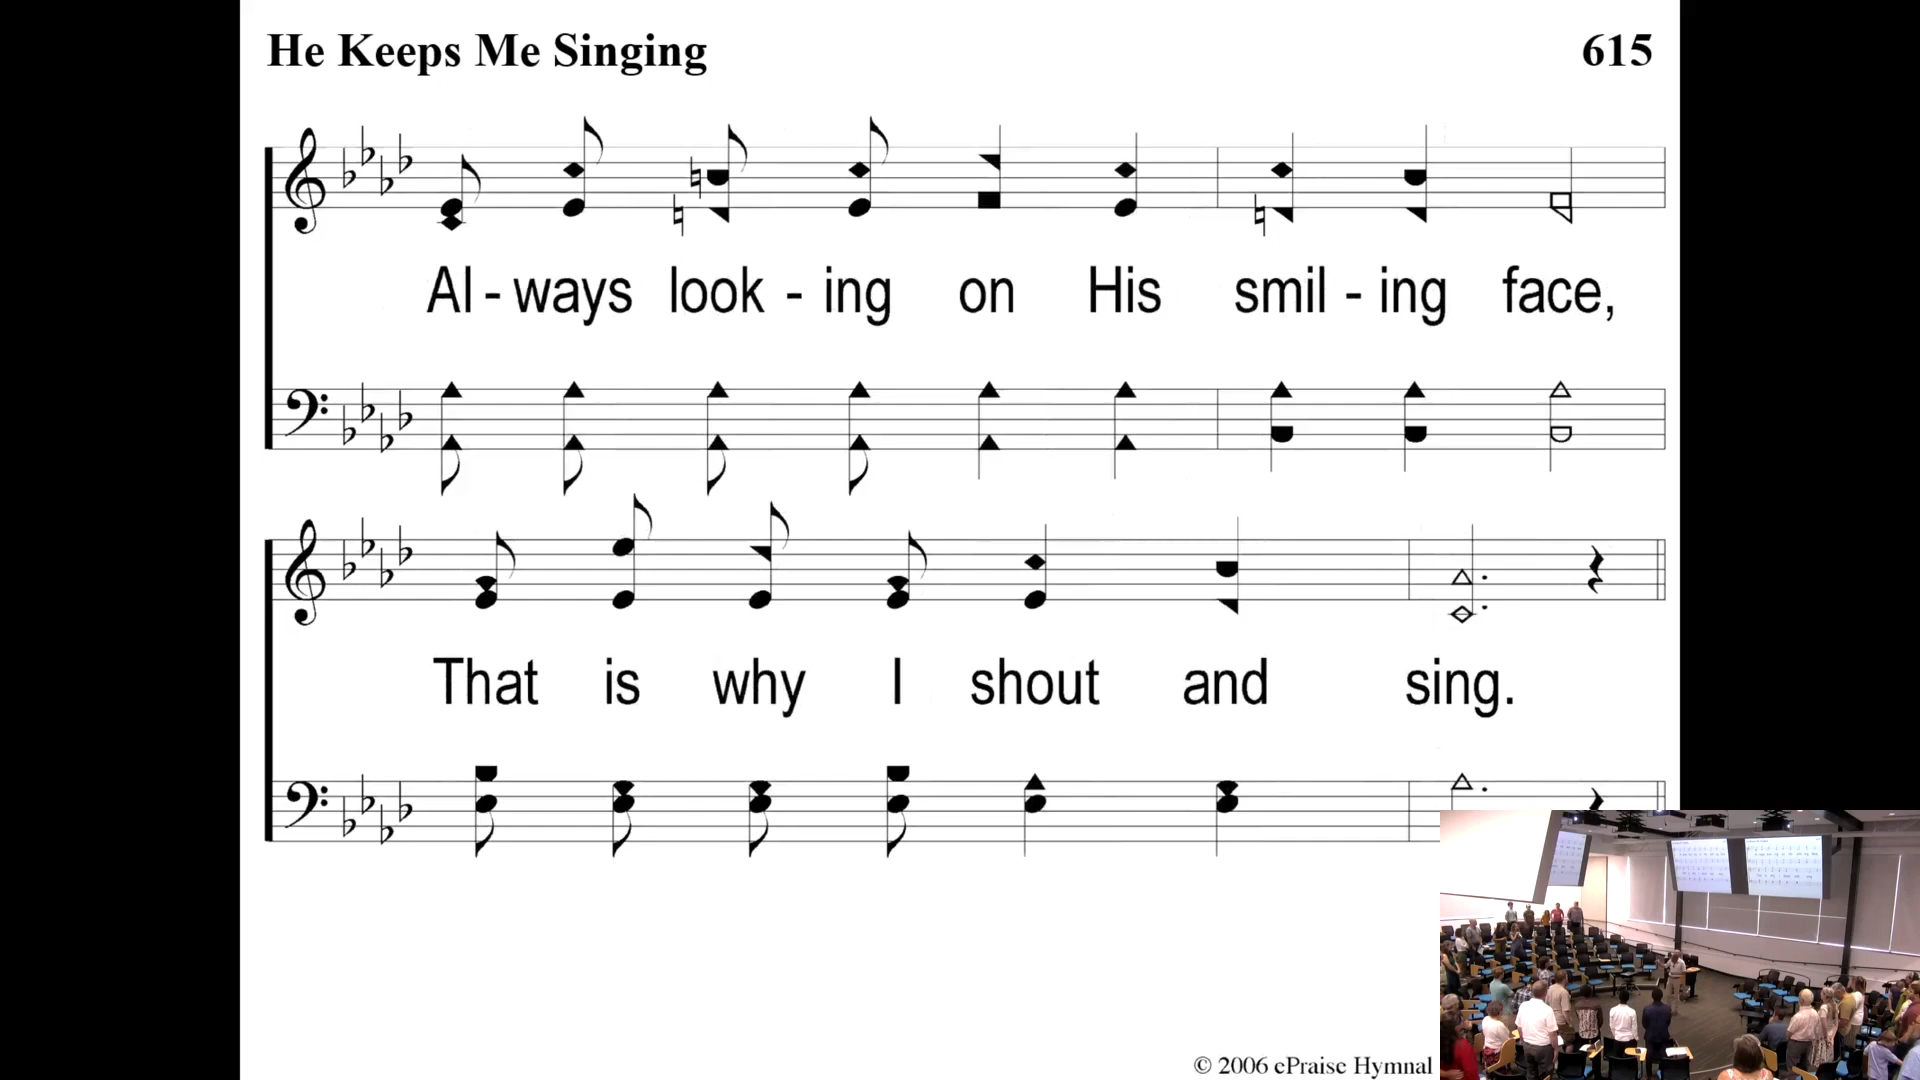 He Keeps Me Singing 615
Al - ways look - ing on His smil - ing face,
That is why I shout and sing.
© 2006 ePraise Hymnal